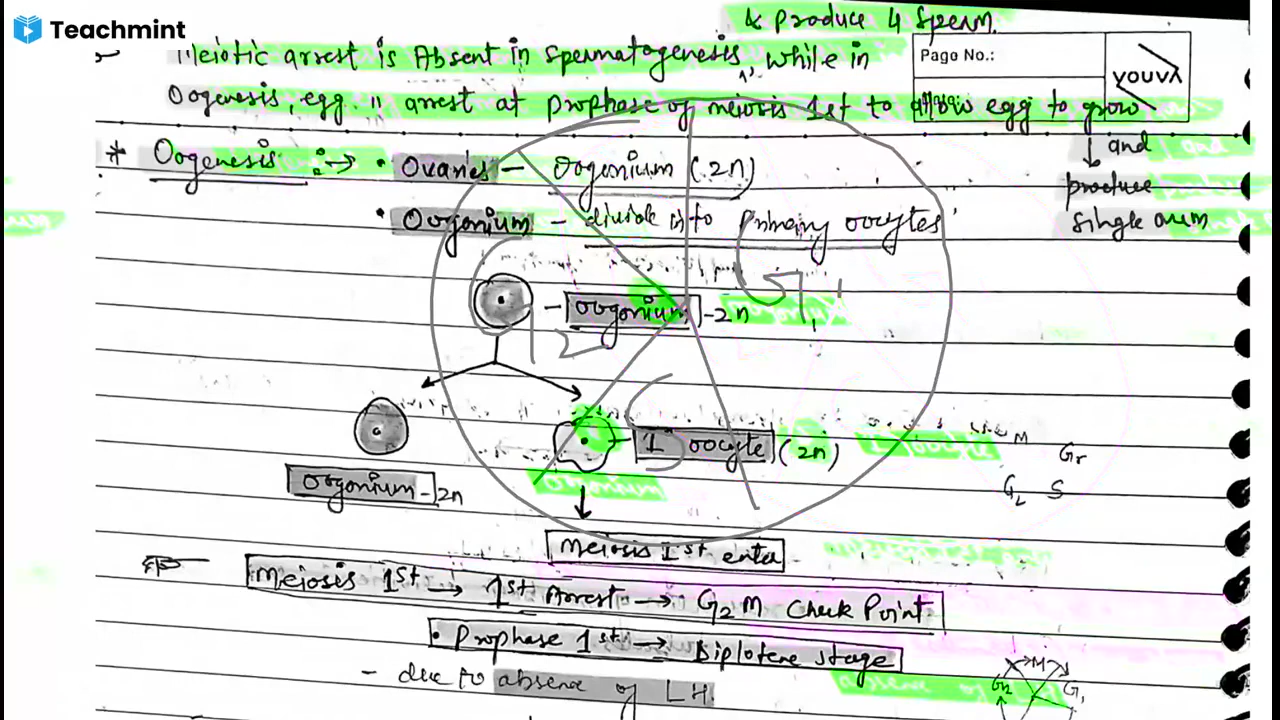 Teachmint
& produce 4 sperm.
Meiotic arrest is Absent in spermatogenesis, while in
Page No.:
youva
Oogenesis, egg " arrest at prophase of meiosis 1st to allow egg to grow
and
* Oogenesis :→ • Ovaries – Oogonium (2n)
produce
single ovum
• Oogonium – divide into primary oocytes
– oogonium – 2n
G1
G2
S
1° oocyte (2n)
M
G1
G2 S
oogonium – 2n
Meiosis Ist enter
Meiosis 1st → 1st Arrest → G2M Check Point
• Prophase 1st → Diplotene stage
– due to absence of LH
G2 M G1